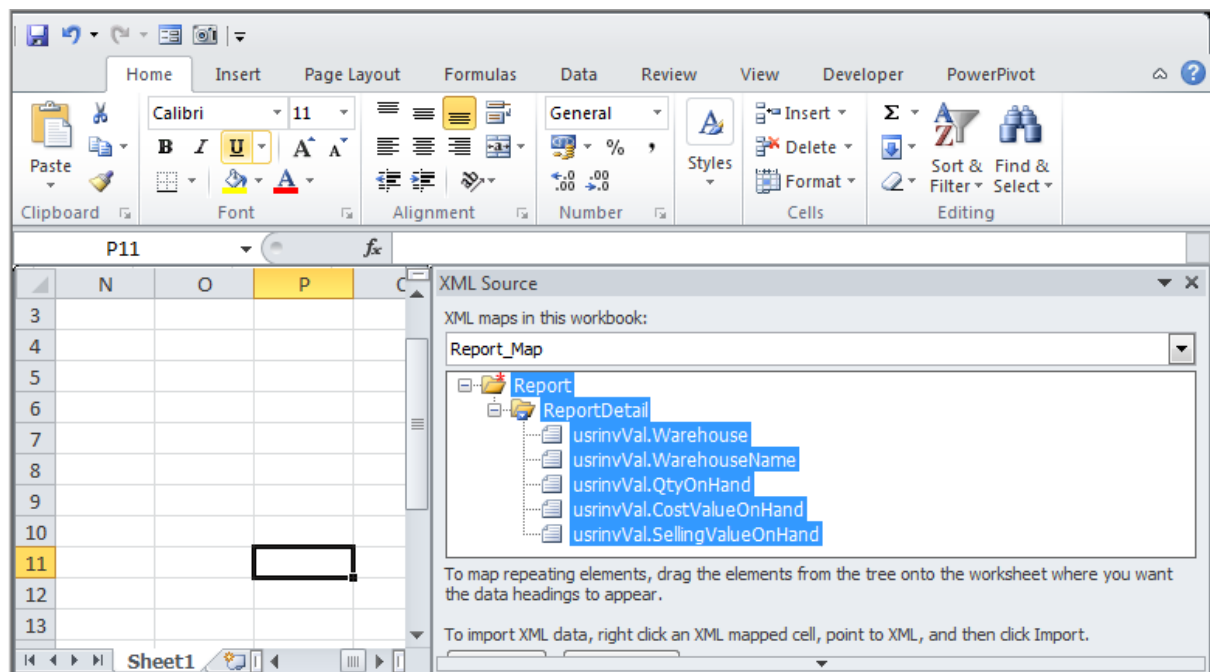 Home Insert Page Layout Formulas Data Review View Developer PowerPivot
Calibri 11 General Insert Σ
B I U A A % , Delete
Paste Styles Sort & Find &
A .00 .00 Format Filter Select
Clipboard Font Alignment Number Cells Editing
P11 fx
N O P XML Source
3 XML maps in this workbook:
4 Report_Map
5 Report
6 ReportDetail
7 usrinvVal.Warehouse
8 usrinvVal.WarehouseName
9 usrinvVal.QtyOnHand
usrinvVal.CostValueOnHand
10 usrinvVal.SellingValueOnHand
11 To map repeating elements, drag the elements from the tree onto the worksheet where you want
12 the data headings to appear.
13 To import XML data, right click an XML mapped cell, point to XML, and then click Import.
Sheet1